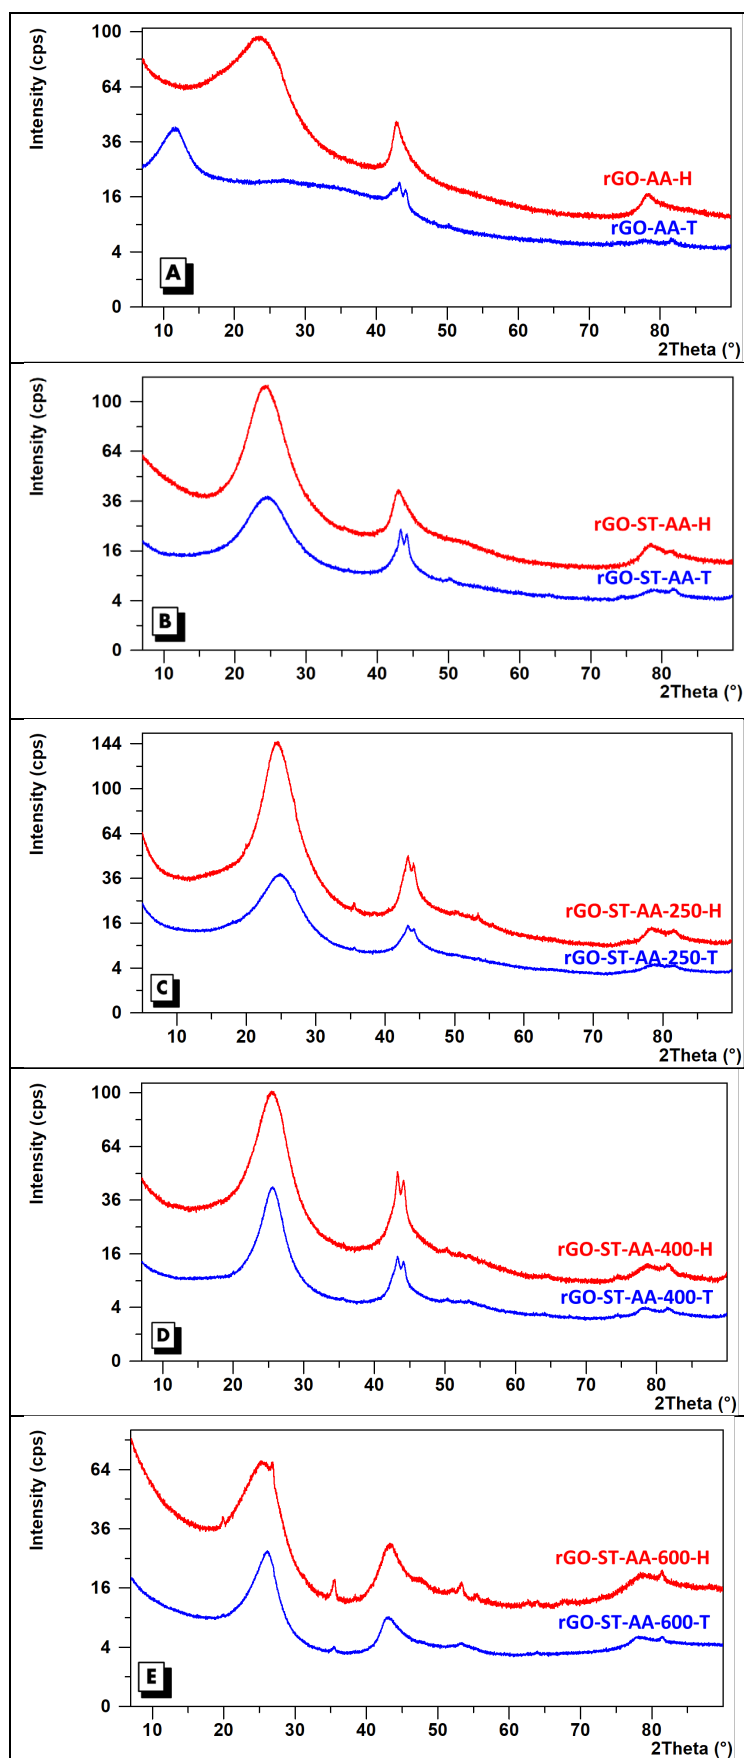 Intensity (cps)
100
64
36
16
4
0
rGO-AA-H
rGO-AA-T
A
10 20 30 40 50 60 70 80
2Theta (°)
Intensity (cps)
100
64
36
16
4
0
rGO-ST-AA-H
rGO-ST-AA-T
B
10 20 30 40 50 60 70 80
2Theta (°)
Intensity (cps)
144
100
64
36
16
4
0
rGO-ST-AA-250-H
rGO-ST-AA-250-T
C
10 20 30 40 50 60 70 80
2Theta (°)
Intensity (cps)
100
64
36
16
4
0
rGO-ST-AA-400-H
rGO-ST-AA-400-T
D
10 20 30 40 50 60 70 80
2Theta (°)
Intensity (cps)
64
36
16
4
0
rGO-ST-AA-600-H
rGO-ST-AA-600-T
E
10 20 30 40 50 60 70 80
2Theta (°)